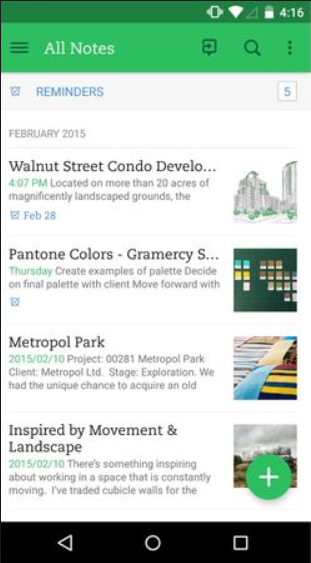 4:16
All Notes
REMINDERS
5
FEBRUARY 2015
Walnut Street Condo Develo...
4:07 PM Located on more than 20 acres of
magnificently landscaped grounds, the
Feb 28
Pantone Colors - Gramercy S...
Thursday Create examples of palette Decide
on final palette with client Move forward with
Metropol Park
2015/02/10 Project: 00281 Metropol Park
Client: Metropol Ltd. Stage: Exploration. We
had the unique chance to acquire an old
Inspired by Movement &
Landscape
2015/02/10 There's something inspiring
about working in a space that is constantly
moving. I've traded cubicle walls for the